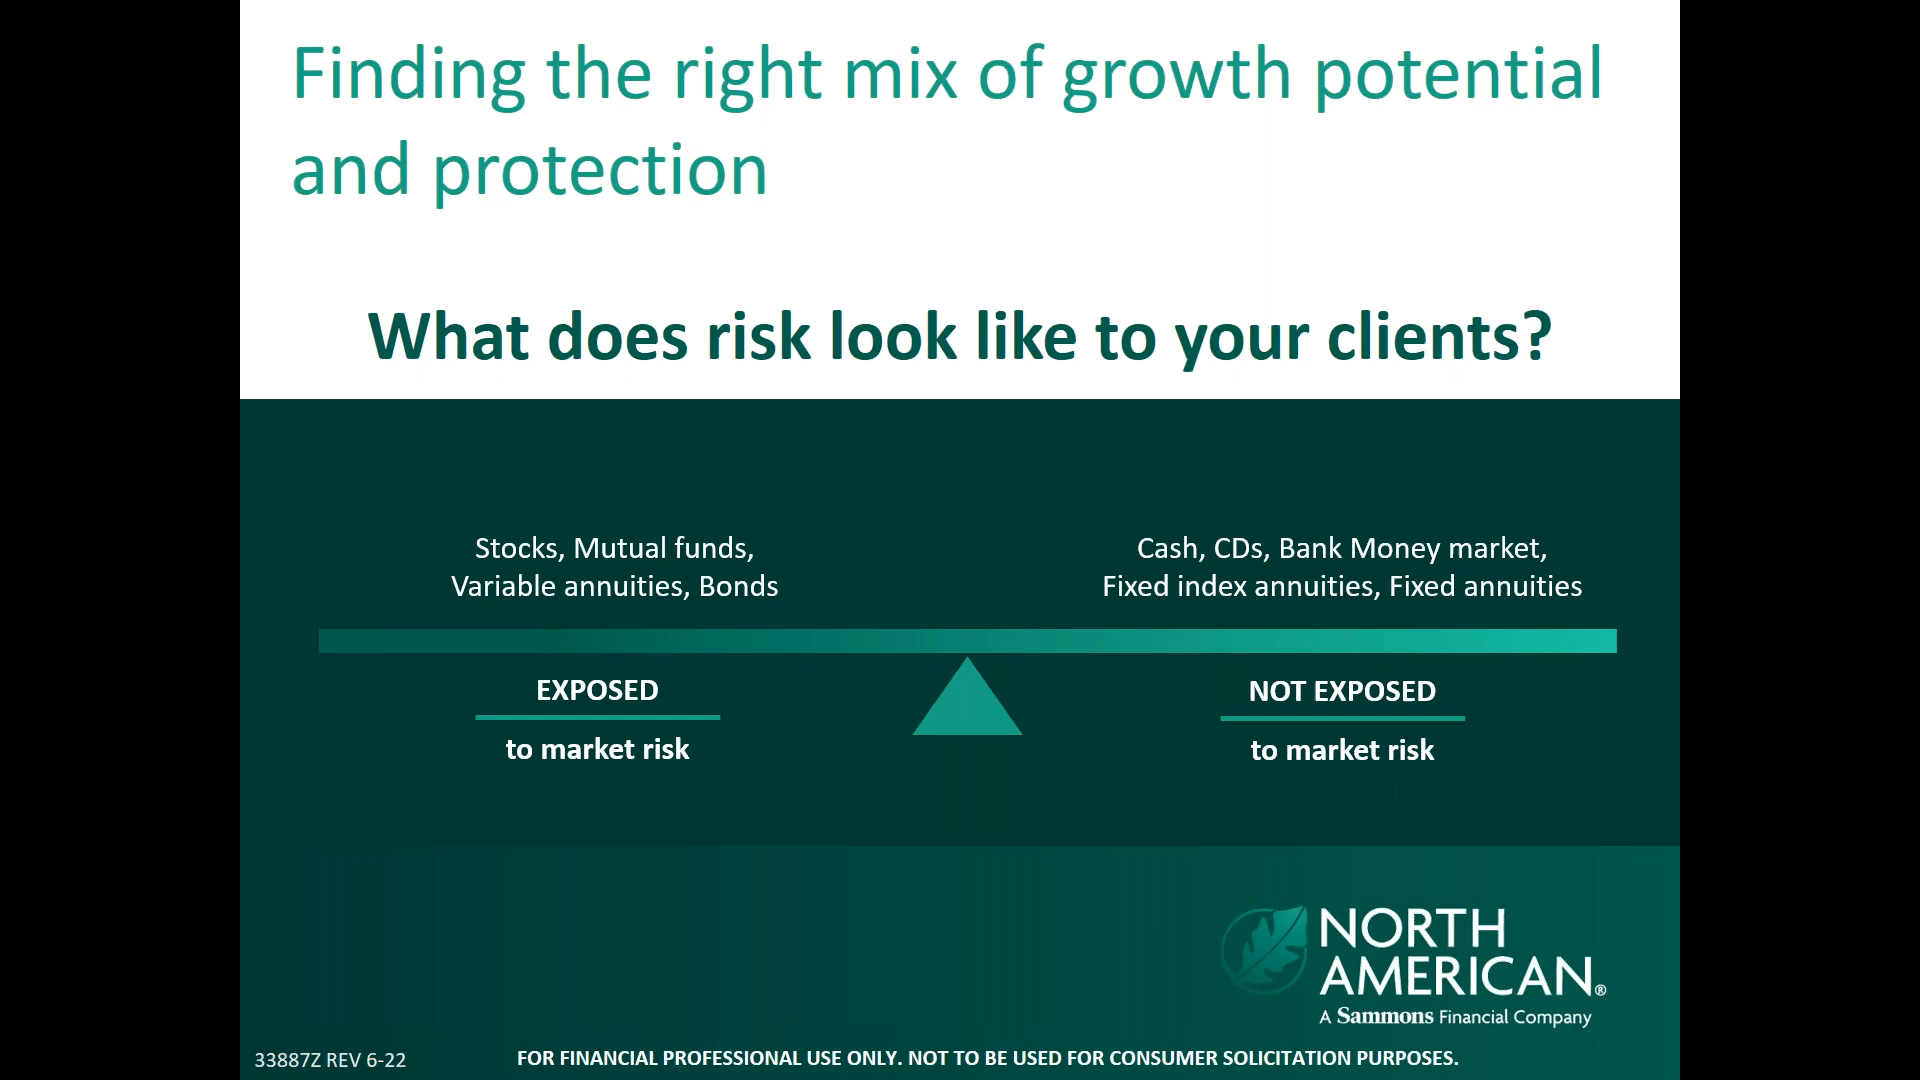 Finding the right mix of growth potential
and protection
What does risk look like to your clients?
Stocks, Mutual funds,
Variable annuities, Bonds
Cash, CDs, Bank Money market,
Fixed index annuities, Fixed annuities
EXPOSED
to market risk
NOT EXPOSED
to market risk
NORTH
AMERICAN®
A Sammons Financial Company
33887Z REV 6-22
FOR FINANCIAL PROFESSIONAL USE ONLY. NOT TO BE USED FOR CONSUMER SOLICITATION PURPOSES.